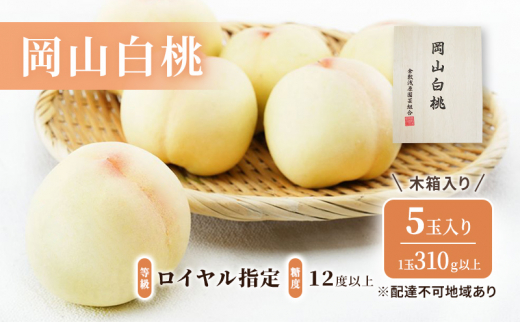 岡山白桃
岡山白桃
倉敷浅原園芸組合
木箱入り
5玉入り
1玉310g以上
等級 ロイヤル指定 糖度 12度以上
※配達不可地域あり